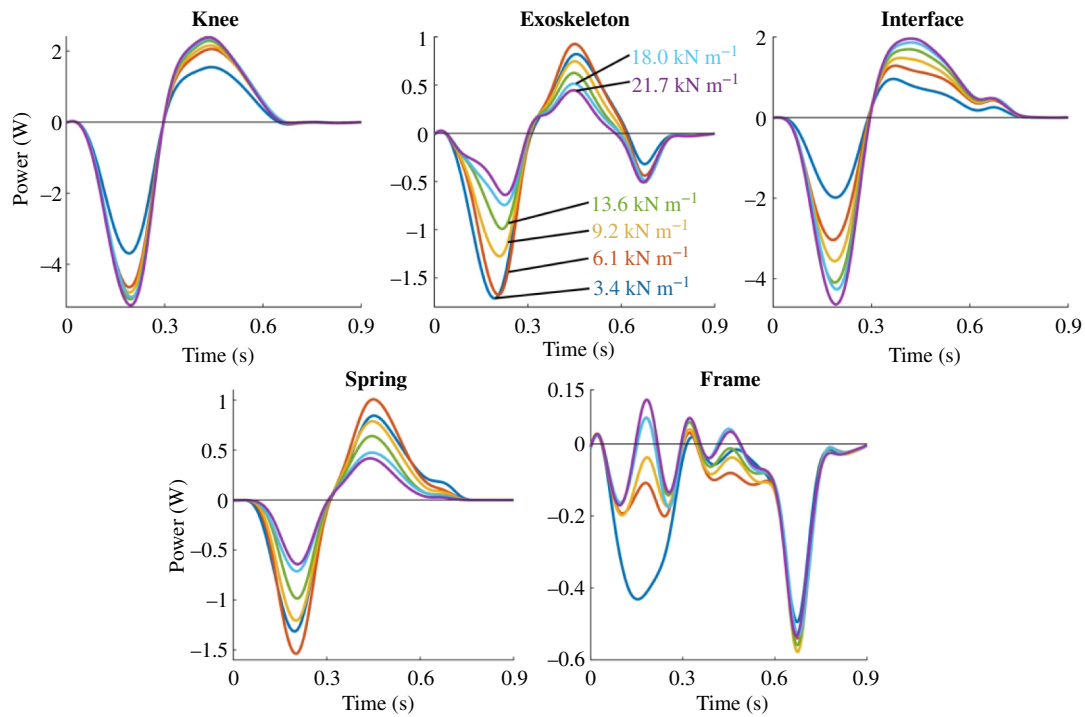 Knee
Exoskeleton
Interface
Power (W)
2
0
–2
–4
0
0.3
0.6
0.9
Time (s)
1
0.5
0
–0.5
–1
–1.5
18.0 kN m⁻¹
21.7 kN m⁻¹
13.6 kN m⁻¹
9.2 kN m⁻¹
6.1 kN m⁻¹
3.4 kN m⁻¹
0
0.3
0.6
0.9
Time (s)
2
0
–2
–4
0
0.3
0.6
0.9
Time (s)
Spring
Frame
Power (W)
1
0.5
0
–0.5
–1
–1.5
0
0.3
0.6
0.9
Time (s)
0.15
0
–0.2
–0.4
–0.6
0
0.3
0.6
0.9
Time (s)